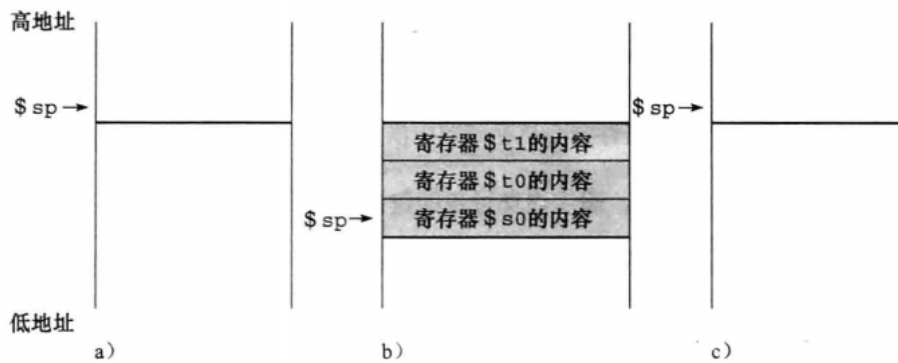 高地址
$sp→
$sp→
寄存器$t1的内容
寄存器$t0的内容
$sp→
寄存器$s0的内容
低地址
a）
b）
c）